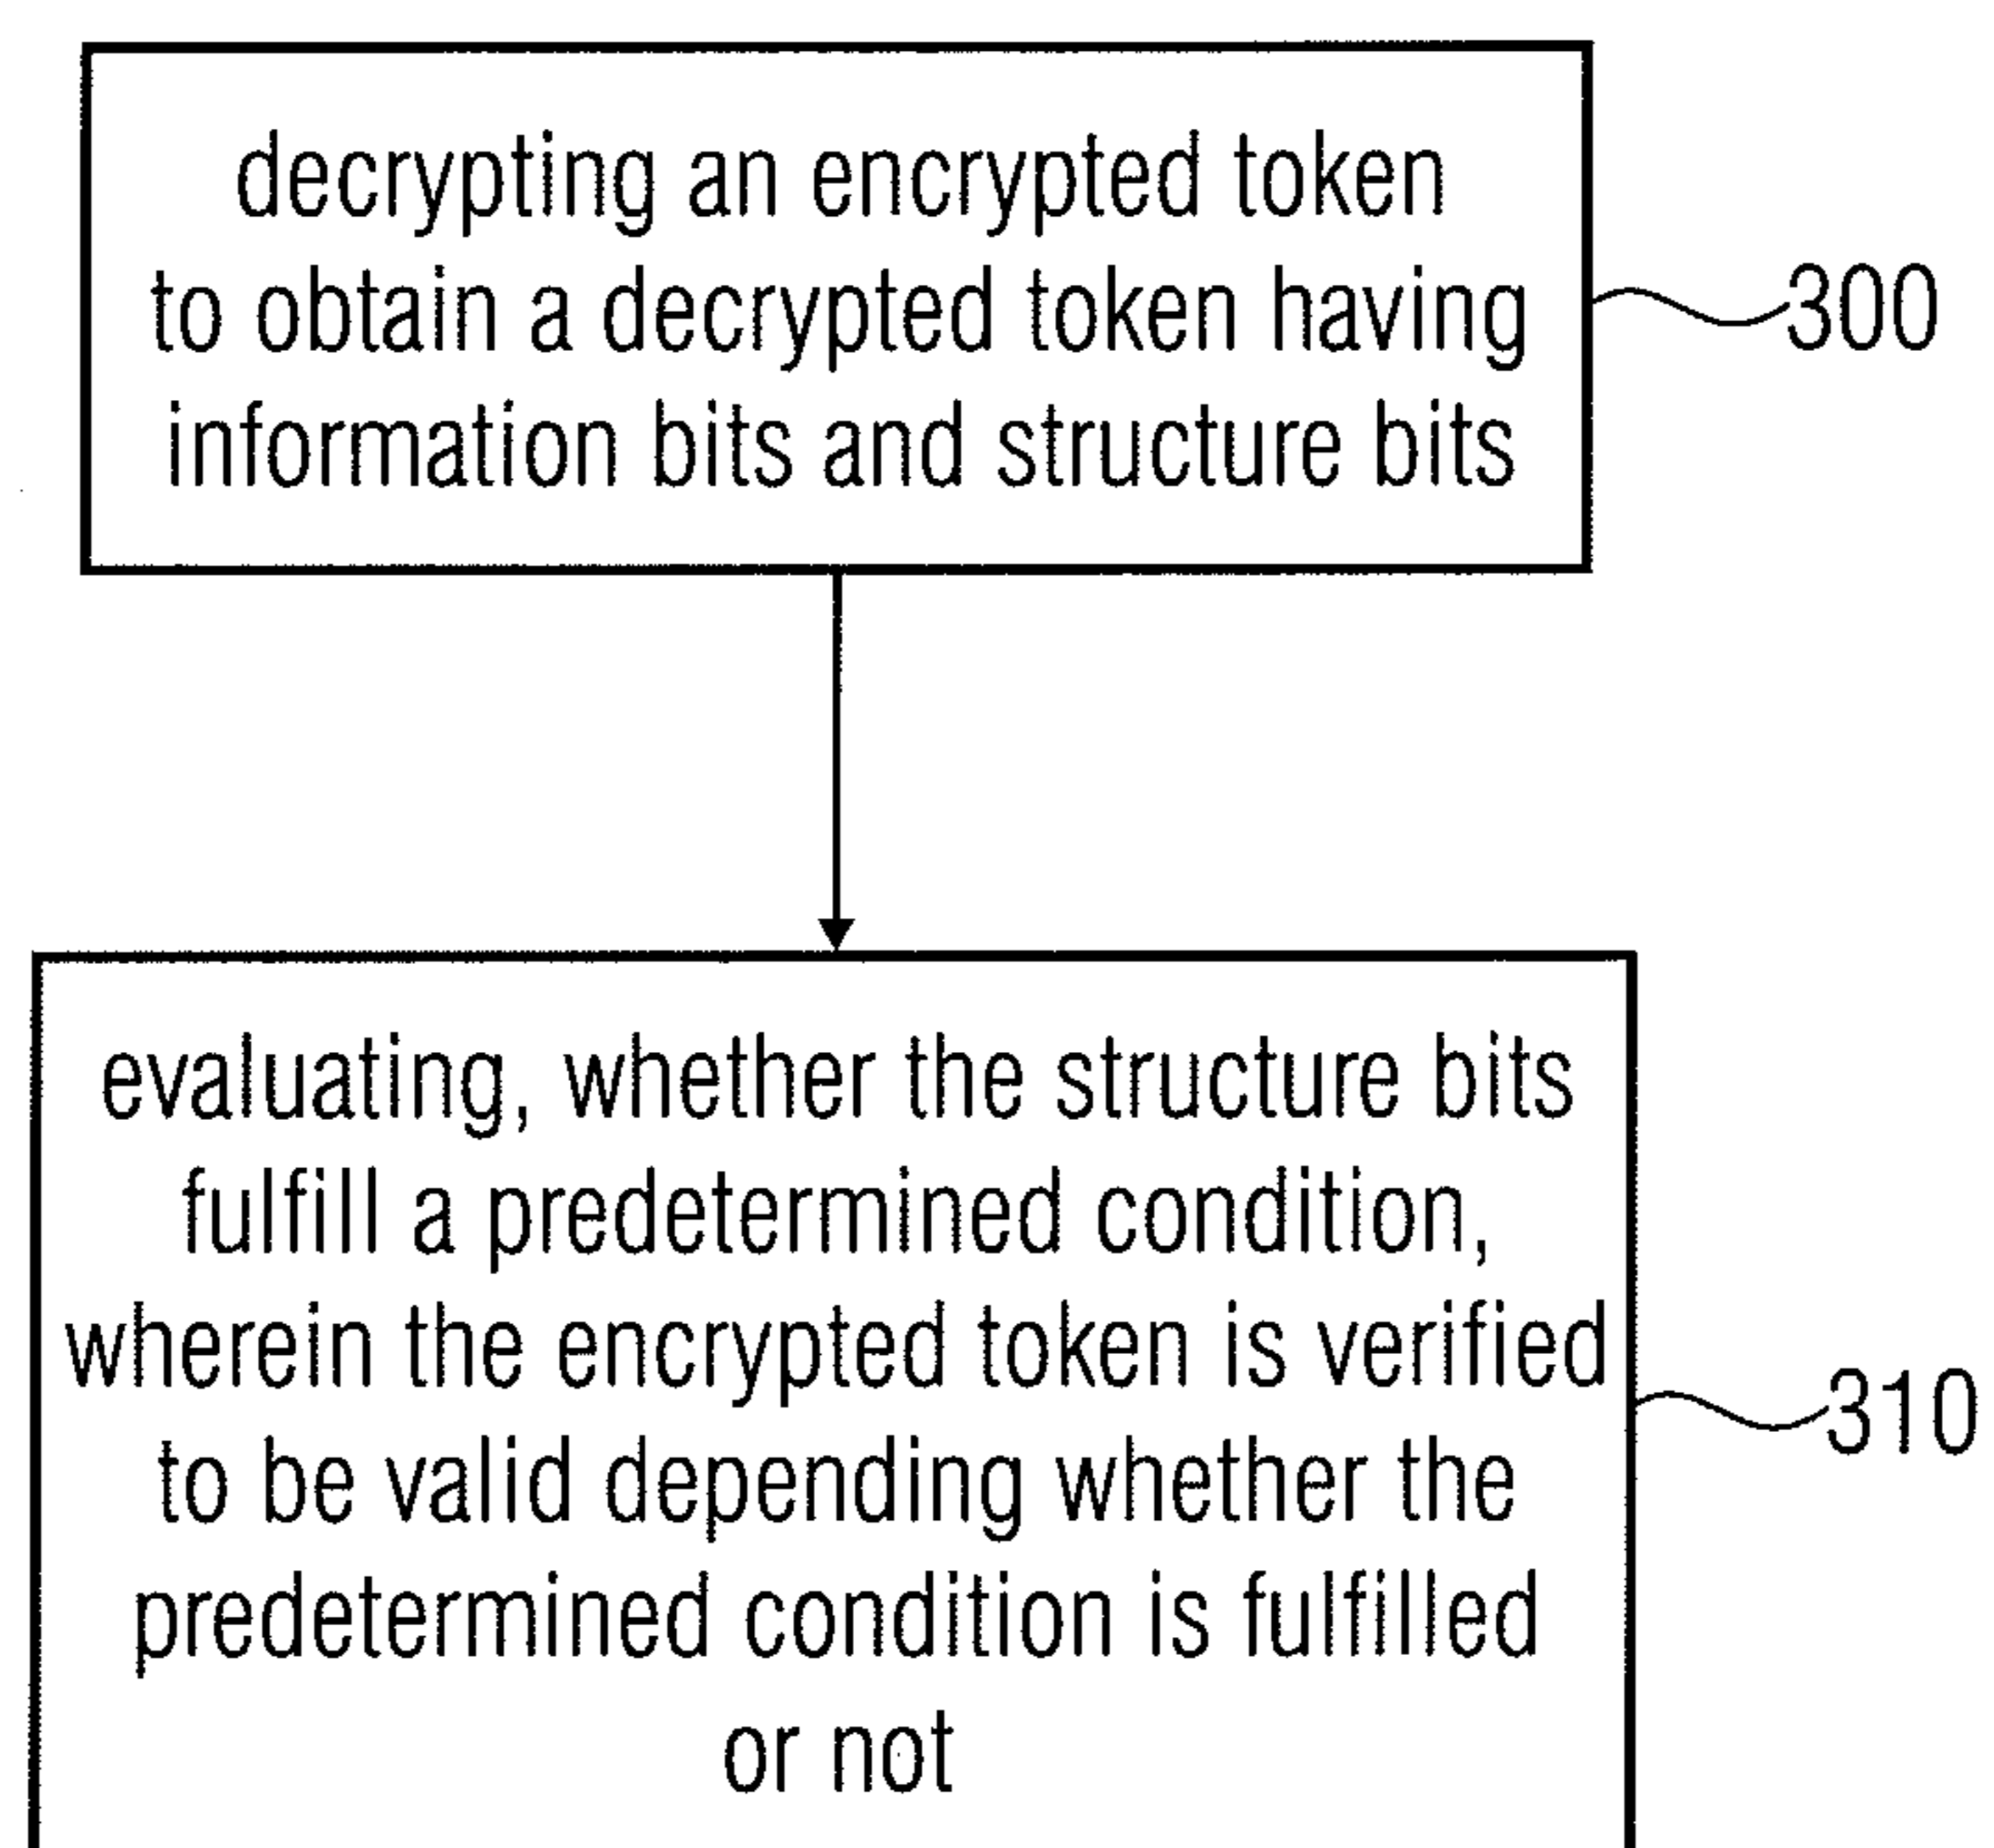 decrypting an encrypted token
to obtain a decrypted token having
information bits and structure bits
300
evaluating, whether the structure bits
fulfill a predetermined condition,
wherein the encrypted token is verified
to be valid depending whether the
predetermined condition is fulfilled
or not
310